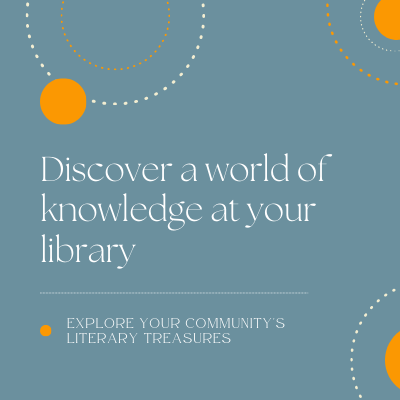 Discover a world of
knowledge at your
library
EXPLORE YOUR COMMUNITY'S
LITERARY TREASURES